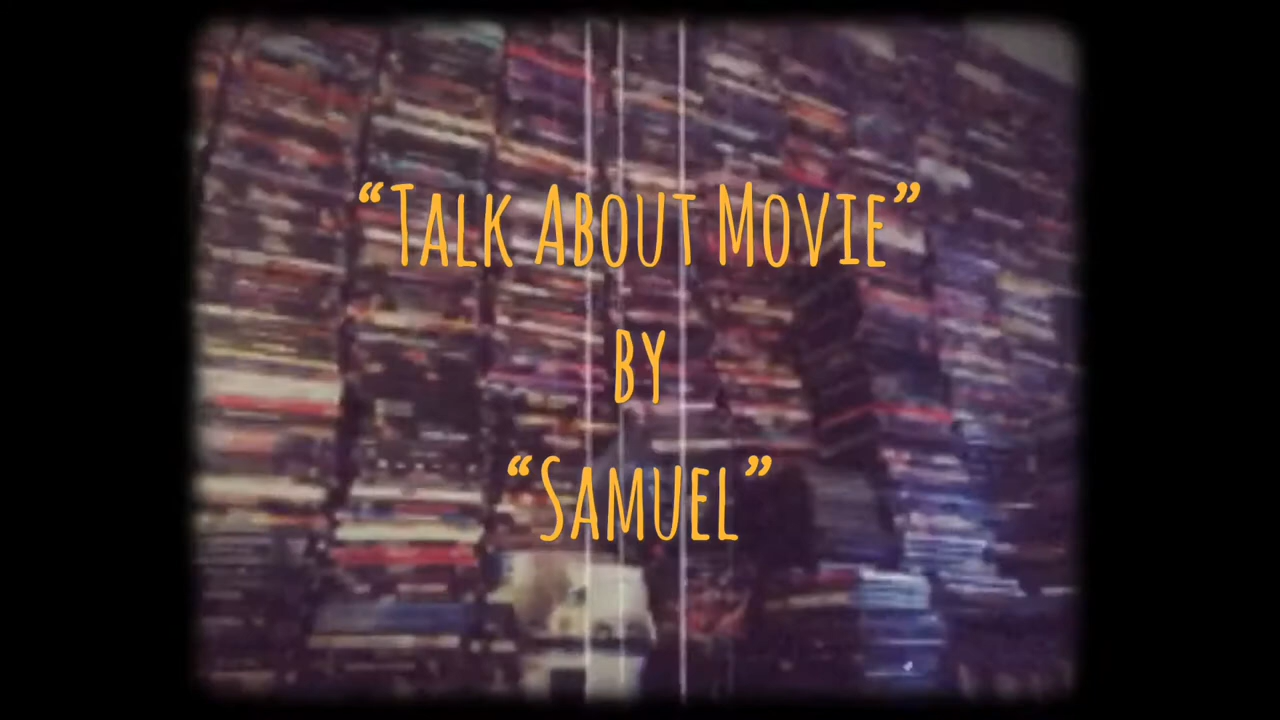 “Talk About Movie”
by
“Samuel”